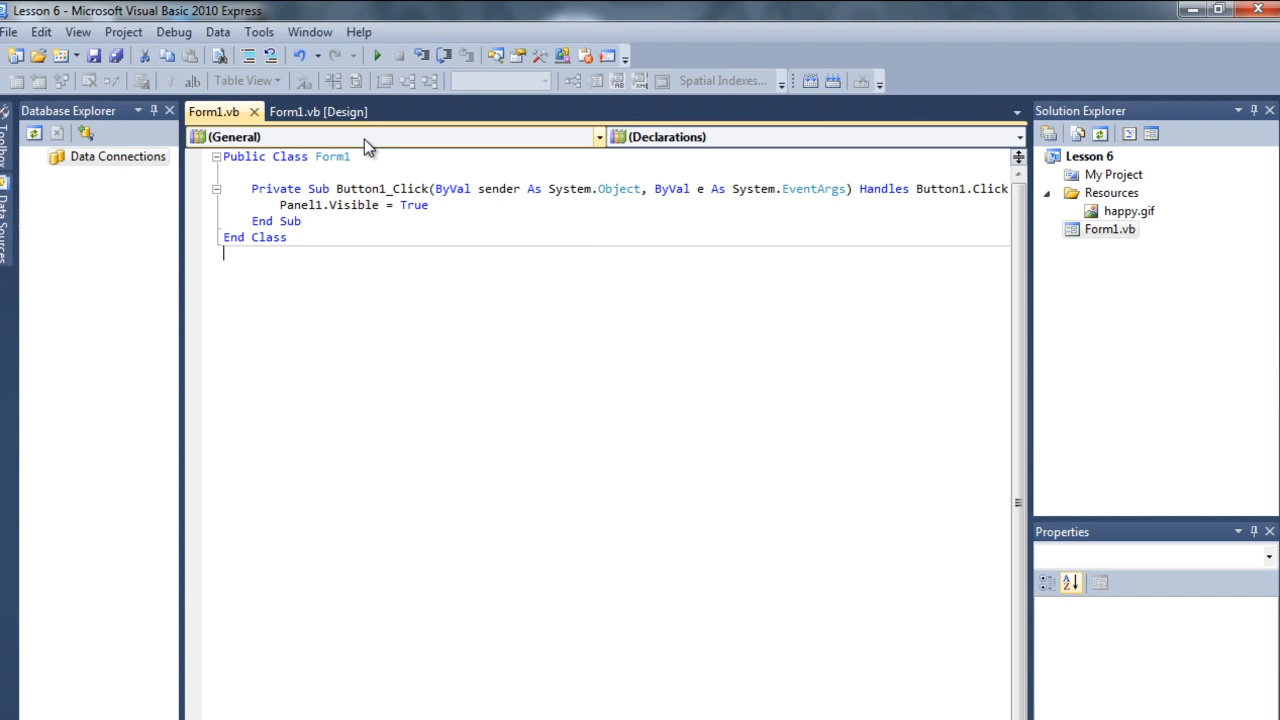 Lesson 6 - Microsoft Visual Basic 2010 Express
File Edit View Project Debug Data Tools Window Help
Table View Spatial Indexes...
Database Explorer
Data Connections
Toolbox
Data Sources
Form1.vb Form1.vb [Design]
(General) (Declarations)
Public Class Form1
Private Sub Button1_Click(ByVal sender As System.Object, ByVal e As System.EventArgs) Handles Button1.Click
Panel1.Visible = True
End Sub
End Class
Solution Explorer
Lesson 6
My Project
Resources
happy.gif
Form1.vb
Properties